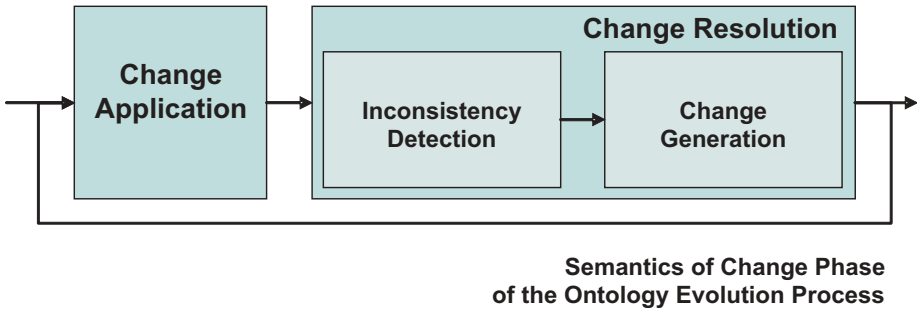 Change
Application
Change Resolution
Inconsistency
Detection
Change
Generation
Semantics of Change Phase
of the Ontology Evolution Process